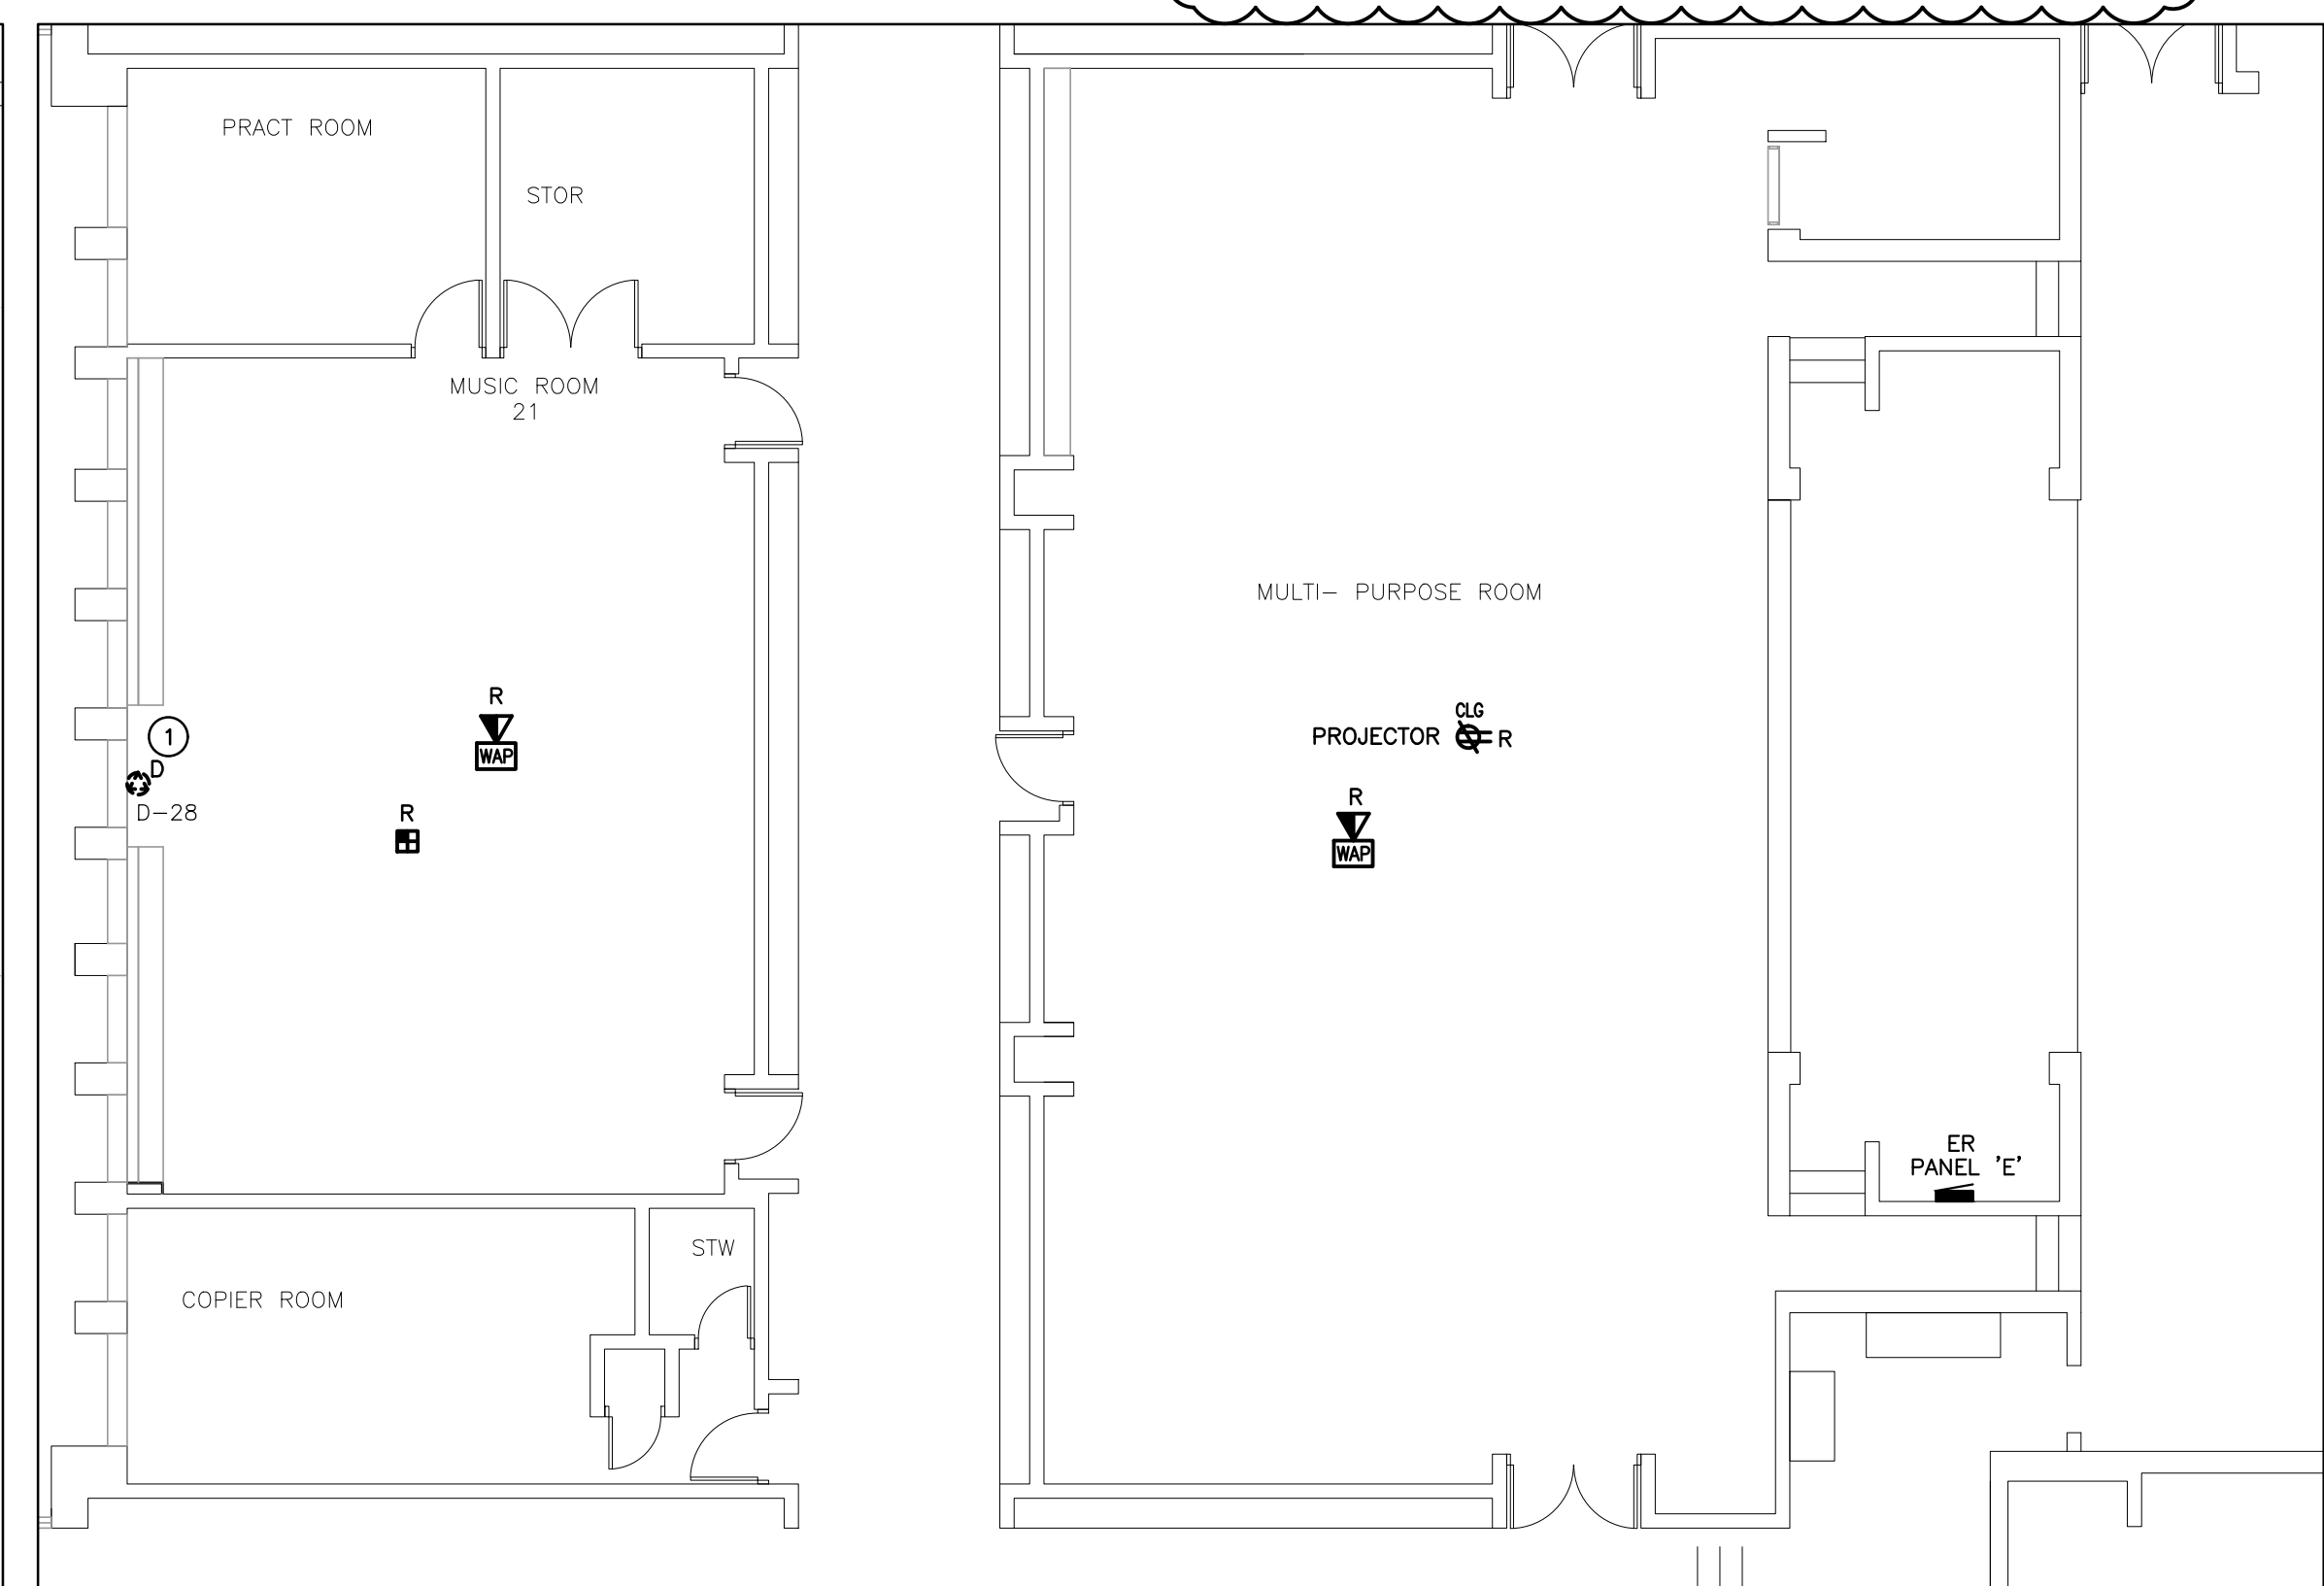 PRACT ROOM
STOR
MUSIC ROOM
21
MULTI- PURPOSE ROOM
R
WAP
1
D
D-28
R
CLG
PROJECTOR
R
R
WAP
ER
PANEL 'E'
STW
COPIER ROOM